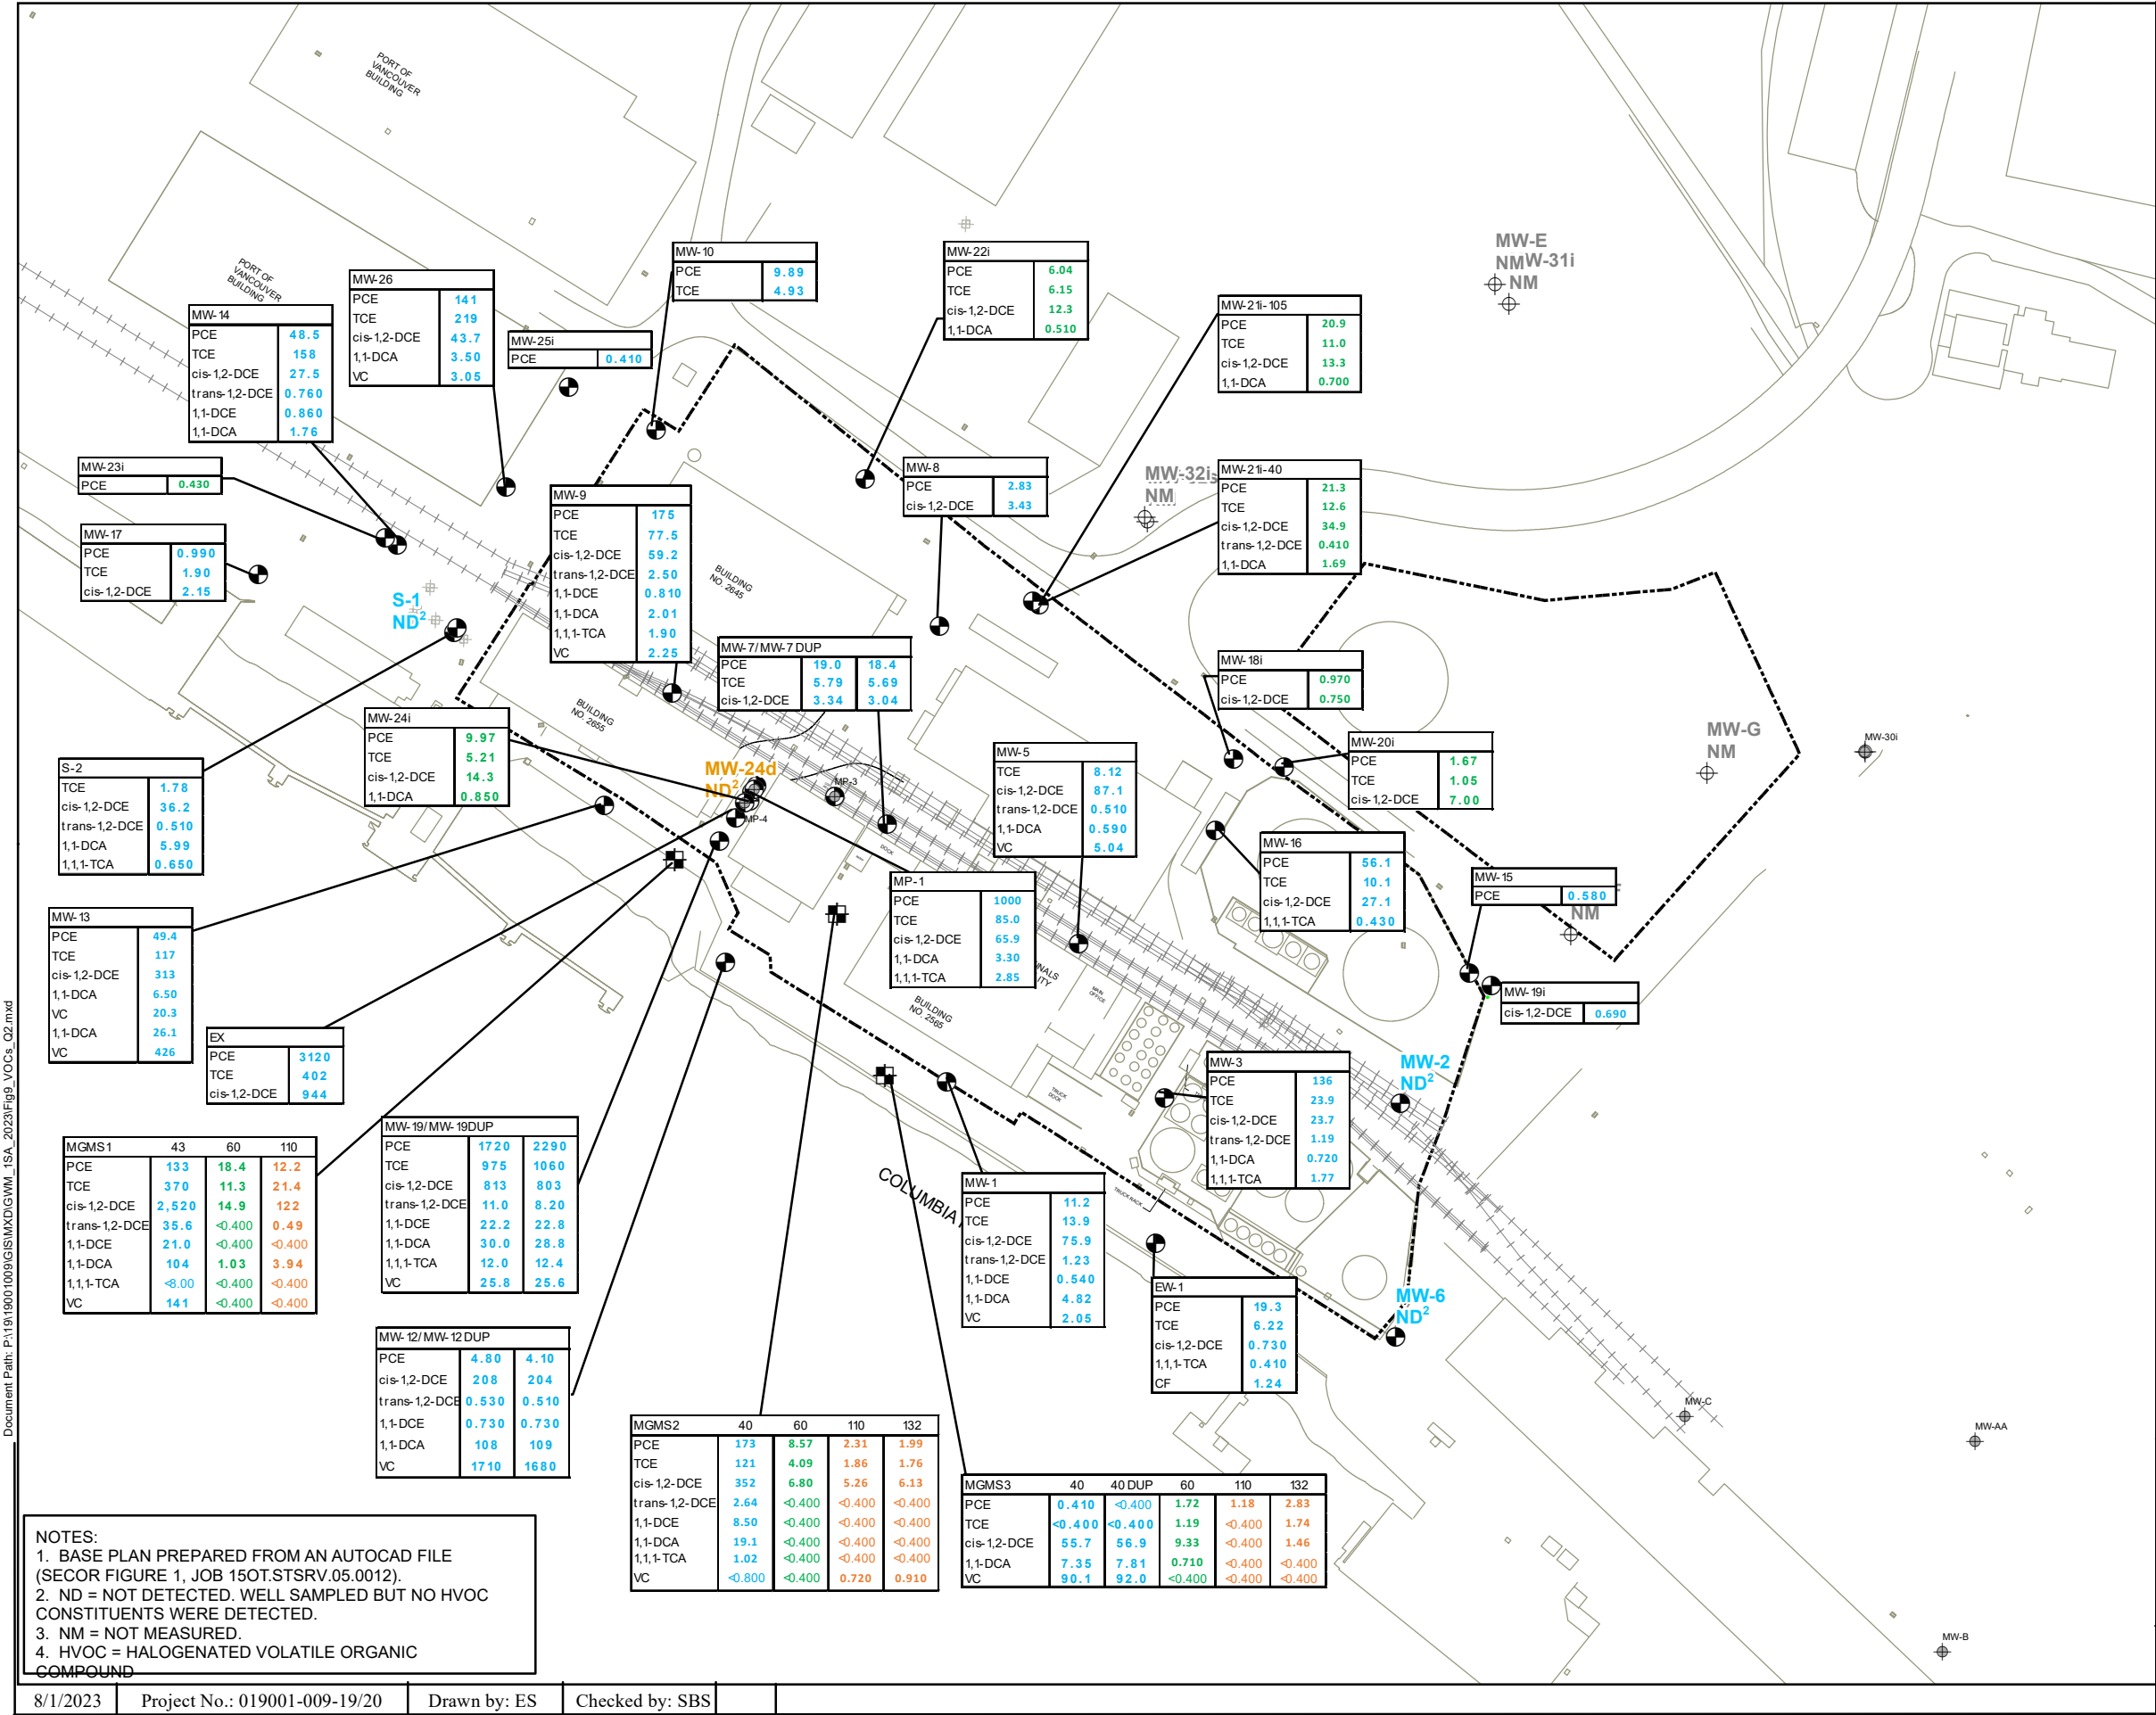 PORT OF
VANCOUVER
BUILDING
PORT OF
VANCOUVER
BUILDING
MW-E
NM
W-31i
NM
MW-10
PCE 9.89
TCE 4.93
MW-22i
PCE 6.04
TCE 6.15
cis-1,2-DCE 12.3
1,1-DCA 0.510
MW-26
PCE 141
TCE 219
cis-1,2-DCE 43.7
1,1-DCA 3.50
VC 3.05
MW-21i-105
PCE 20.9
TCE 11.0
cis-1,2-DCE 13.3
1,1-DCA 0.700
MW-14
PCE 48.5
TCE 158
cis-1,2-DCE 27.5
trans-1,2-DCE 0.760
1,1-DCE 0.860
1,1-DCA 1.76
MW-25i
PCE 0.410
MW-23i
PCE 0.430
MW-8
PCE 2.83
cis-1,2-DCE 3.43
MW-32i
NM
MW-21i-40
PCE 21.3
TCE 12.6
cis-1,2-DCE 34.9
trans-1,2-DCE 0.410
1,1-DCA 1.69
MW-17
PCE 0.990
TCE 1.90
cis-1,2-DCE 2.15
MW-9
PCE 175
TCE 77.5
cis-1,2-DCE 59.2
trans-1,2-DCE 2.50
1,1-DCE 0.810
1,1-DCA 2.01
1,1,1-TCA 1.90
VC 2.25
BUILDING
NO. 2645
S-1
ND²
MW-7/MW-7 DUP
PCE 19.0 18.4
TCE 5.79 5.69
cis-1,2-DCE 3.34 3.04
MW-18i
PCE 0.970
cis-1,2-DCE 0.750
BUILDING
NO. 2655
MW-24i
PCE 9.97
TCE 5.21
cis-1,2-DCE 14.3
1,1-DCA 0.850
MW-G
NM
MW-30i
MW-20i
PCE 1.67
TCE 1.05
cis-1,2-DCE 7.00
MW-5
TCE 8.12
cis-1,2-DCE 87.1
trans-1,2-DCE 0.510
1,1-DCA 0.590
VC 5.04
S-2
TCE 1.78
cis-1,2-DCE 36.2
trans-1,2-DCE 0.510
1,1-DCA 5.99
1,1,1-TCA 0.650
MW-24d
ND²
MP-3
MP-4
DOCK
MW-16
PCE 56.1
TCE 10.1
cis-1,2-DCE 27.1
1,1,1-TCA 0.430
MW-15
PCE 0.580
NM
MP-1
PCE 1000
TCE 85.0
cis-1,2-DCE 65.9
1,1-DCA 3.30
1,1,1-TCA 2.85
MW-13
PCE 49.4
TCE 117
cis-1,2-DCE 313
1,1-DCA 6.50
VC 20.3
1,1-DCA 26.1
VC 426
MAIN
OFFICE
BUILDING
NO. 2565
MW-19i
cis-1,2-DCE 0.690
EX
PCE 3120
TCE 402
cis-1,2-DCE 944
MW-3
PCE 136
TCE 23.9
cis-1,2-DCE 23.7
trans-1,2-DCE 1.19
1,1-DCA 0.720
1,1,1-TCA 1.77
MW-2
ND²
TRUCK
DOCK
MW-19/MW-19DUP
PCE 1720 2290
TCE 975 1060
cis-1,2-DCE 813 803
trans-1,2-DCE 11.0 8.20
1,1-DCE 22.2 22.8
1,1-DCA 30.0 28.8
1,1,1-TCA 12.0 12.4
VC 25.8 25.6
MGMS1 43 60 110
PCE 133 18.4 12.2
TCE 370 11.3 21.4
cis-1,2-DCE 2,520 14.9 122
trans-1,2-DCE 35.6 <0.400 0.49
1,1-DCE 21.0 <0.400 <0.400
1,1-DCA 104 1.03 3.94
1,1,1-TCA <8.00 <0.400 <0.400
VC 141 <0.400 <0.400
COLUMBIA
TRUCK RACK
MW-1
PCE 11.2
TCE 13.9
cis-1,2-DCE 75.9
trans-1,2-DCE 1.23
1,1-DCE 0.540
1,1-DCA 4.82
VC 2.05
EW-1
PCE 19.3
TCE 6.22
cis-1,2-DCE 0.730
1,1,1-TCA 0.410
CF 1.24
MW-6
ND²
MW-12/MW-12 DUP
PCE 4.80 4.10
cis-1,2-DCE 208 204
trans-1,2-DCE 0.530 0.510
1,1-DCE 0.730 0.730
1,1-DCA 108 109
VC 1710 1680
MW-C
MW-AA
MGMS2 40 60 110 132
PCE 173 8.57 2.31 1.99
TCE 121 4.09 1.86 1.76
cis-1,2-DCE 352 6.80 5.26 6.13
trans-1,2-DCE 2.64 <0.400 <0.400 <0.400
1,1-DCE 8.50 <0.400 <0.400 <0.400
1,1-DCA 19.1 <0.400 <0.400 <0.400
1,1,1-TCA 1.02 <0.400 <0.400 <0.400
VC <0.800 <0.400 0.720 0.910
MGMS3 40 40 DUP 60 110 132
PCE 0.410 <0.400 1.72 1.18 2.83
TCE <0.400 <0.400 1.19 <0.400 1.74
cis-1,2-DCE 55.7 56.9 9.33 <0.400 1.46
1,1-DCA 7.35 7.81 0.710 <0.400 <0.400
VC 90.1 92.0 <0.400 <0.400 <0.400
MW-B
NOTES:
1. BASE PLAN PREPARED FROM AN AUTOCAD FILE
(SECOR FIGURE 1, JOB 15OT.STSRV.05.0012).
2. ND = NOT DETECTED. WELL SAMPLED BUT NO HVOC
CONSTITUENTS WERE DETECTED.
3. NM = NOT MEASURED.
4. HVOC = HALOGENATED VOLATILE ORGANIC
COMPOUND
Document Path: P:\19\19001009\GIS\MXD\GWM_1SA_2023\Fig9_VOCs_Q2.mxd
8/1/2023 Project No.: 019001-009-19/20 Drawn by: ES Checked by: SBS